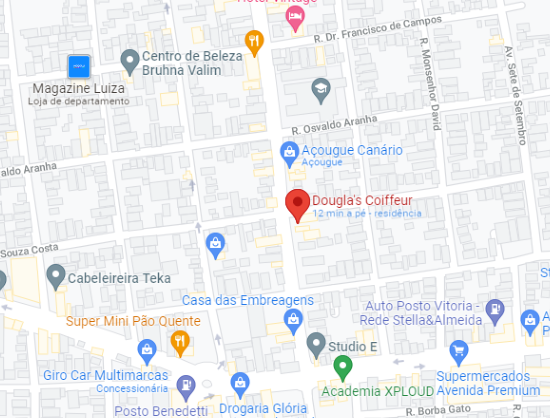 Hotel Vintage
R. Dr. Francisco de Campos
Centro de Beleza
Bruhna Valim
Magazine Luiza
Loja de departamento
R. Monsenhor David
Av. Sete de Setembro
R. Osvaldo Aranha
valdo Aranha
Açougue Canário
Açougue
Dougla's Coiffeur
12 min a pé - residência
Souza Costa
Cabeleireira Teka
Casa das Embreagens
Auto Posto Vitoria -
Rede Stella&Almeida
Super Mini Pão Quente
A
P
Studio E
Giro Car Multimarcas
Concessionária
Supermercados
Avenida Premium
Academia XPLOUD
Posto Benedetti
Drogaria Glória
R. Borba Gato